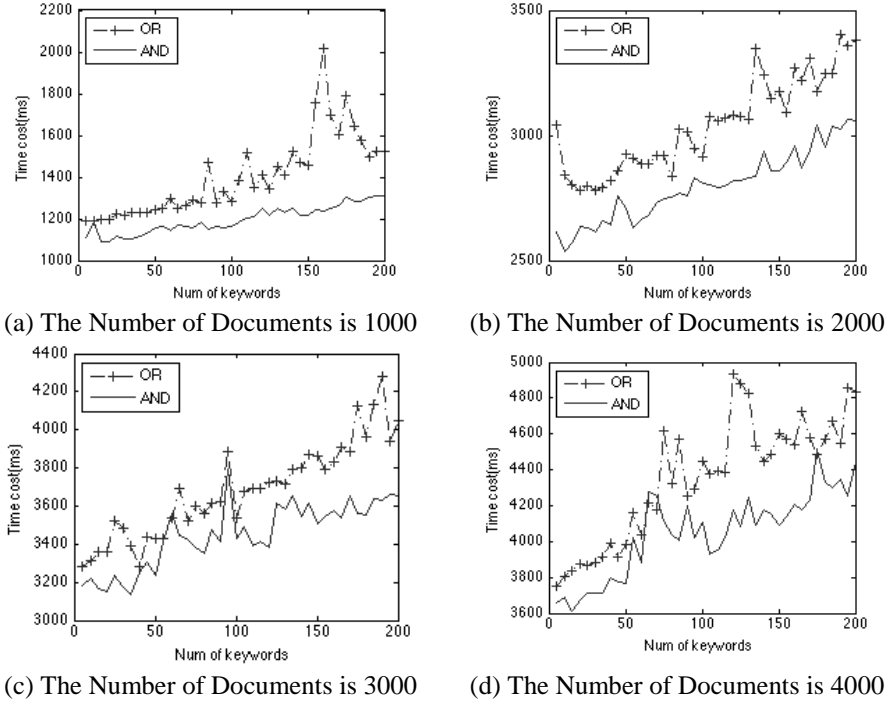 2200
2000
1800
1600
1400
1200
1000
0
50
100
150
200
OR
AND
Time cost(ms)
Num of keywords
3500
3000
2500
0
50
100
150
200
OR
AND
Time cost(ms)
Num of keywords
(a) The Number of Documents is 1000
(b) The Number of Documents is 2000
4400
4200
4000
3800
3600
3400
3200
3000
0
50
100
150
200
OR
AND
Time cost(ms)
Num of keywords
5000
4800
4600
4400
4200
4000
3800
3600
0
50
100
150
200
OR
AND
Time cost(ms)
Num of keywords
(c) The Number of Documents is 3000
(d) The Number of Documents is 4000